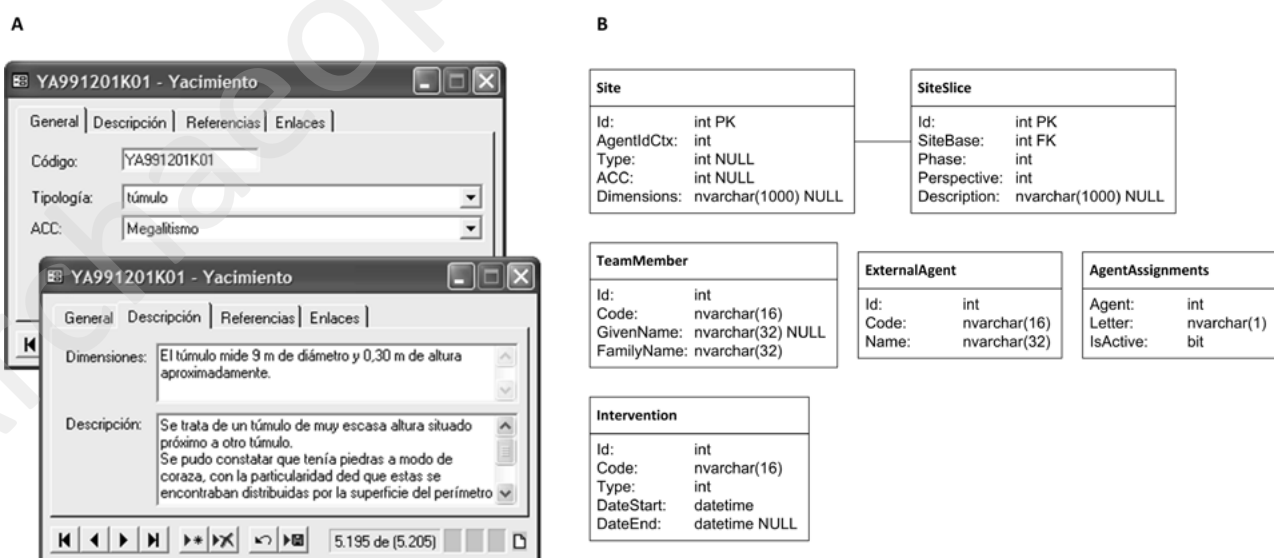 A
YA991201K01 - Yacimiento
General Descripción Referencias Enlaces
Código: YA991201K01
Tipología: túmulo
ACC: Megalitismo
YA991201K01 - Yacimiento
General Descripción Referencias Enlaces
Dimensiones: El túmulo mide 9 m de diámetro y 0,30 m de altura
aproximadamente.
Descripción: Se trata de un túmulo de muy escasa altura situado
próximo a otro túmulo.
Se pudo constatar que tenía piedras a modo de
coraza, con la particularidad ded que estas se
encontraban distribuidas por la superficie del perímetro
5.195 de (5.205)
B
Site
Id: int PK
AgentIdCtx: int
Type: int NULL
ACC: int NULL
Dimensions: nvarchar(1000) NULL
SiteSlice
Id: int PK
SiteBase: int FK
Phase: int
Perspective: int
Description: nvarchar(1000) NULL
TeamMember
Id: int
Code: nvarchar(16)
GivenName: nvarchar(32) NULL
FamilyName: nvarchar(32)
ExternalAgent
Id: int
Code: nvarchar(16)
Name: nvarchar(32)
AgentAssignments
Agent: int
Letter: nvarchar(1)
IsActive: bit
Intervention
Id: int
Code: nvarchar(16)
Type: int
DateStart: datetime
DateEnd: datetime NULL